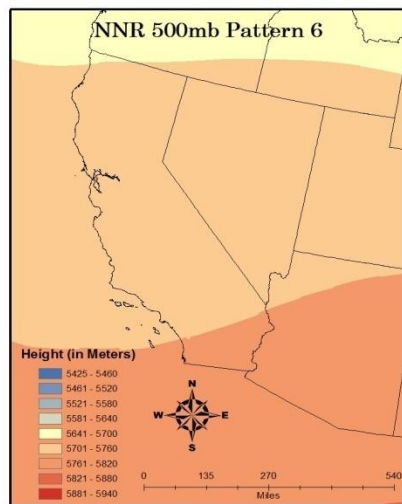 NNR 500mb Pattern 6
Height (in Meters)
5425 - 5460
5461 - 5520
5521 - 5580
5581 - 5640
5641 - 5700
5701 - 5760
5761 - 5820
5821 - 5880
5881 - 5940
N
W E
S
0 135 270 540
Miles